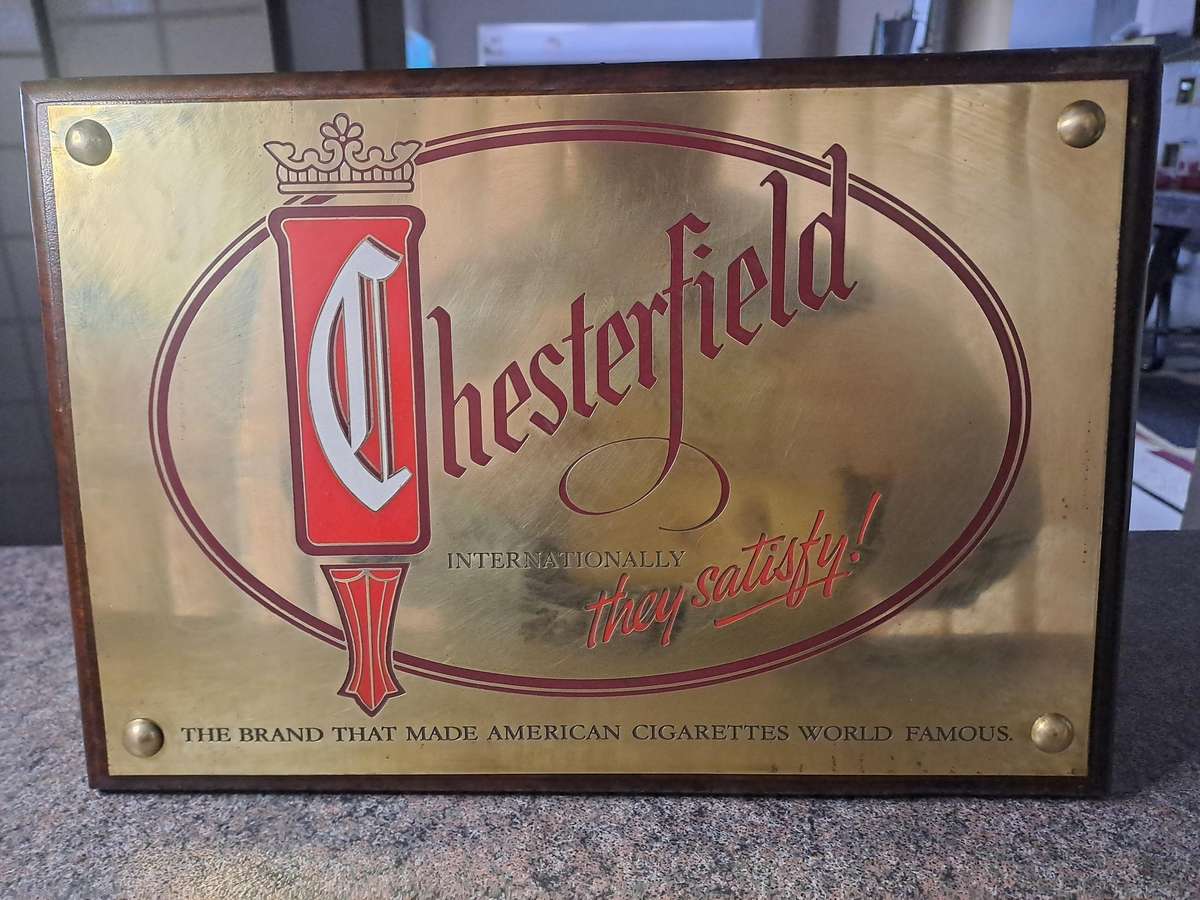 Chesterfield
INTERNATIONALLY
they satisfy!
THE BRAND THAT MADE AMERICAN CIGARETTES WORLD FAMOUS.